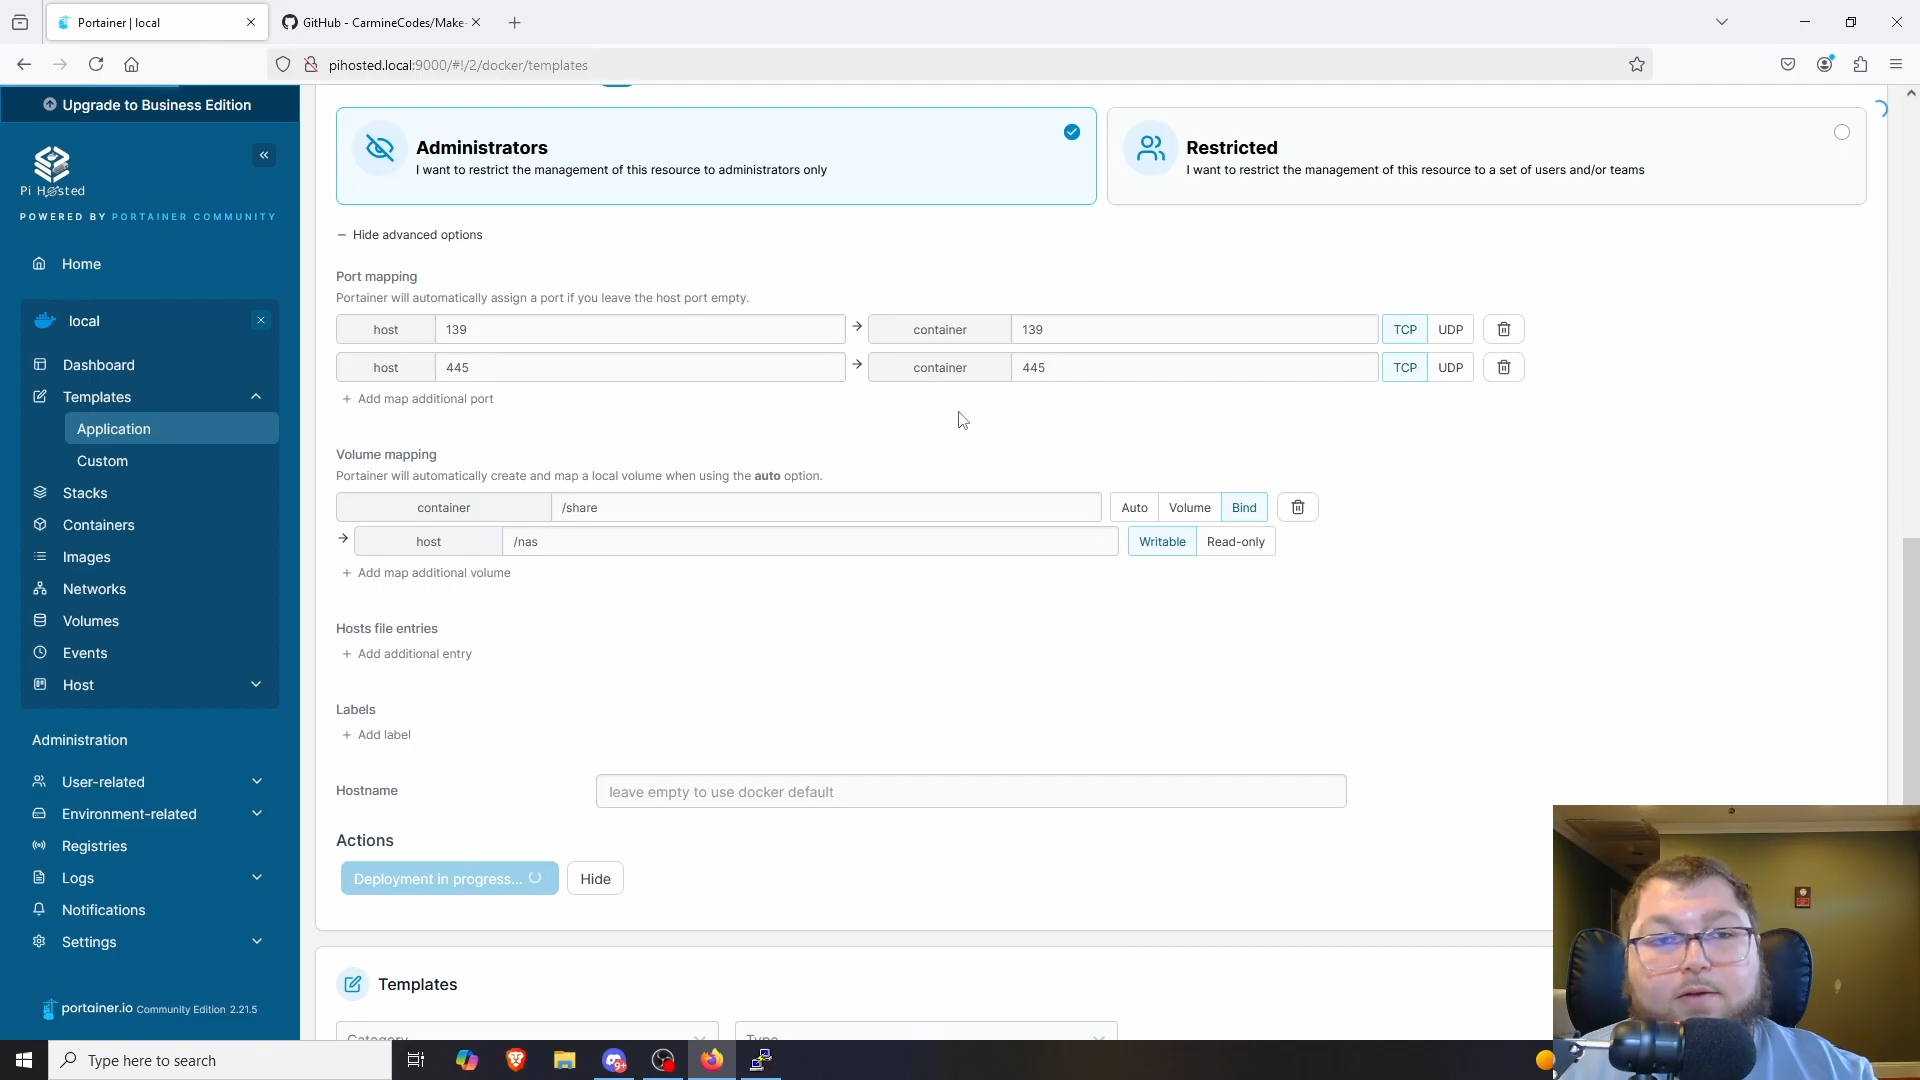 Portainer | local
GitHub - CarmineCodes/Make-
pihosted.local:9000/#!/2/docker/templates
Upgrade to Business Edition
Pi Hosted
POWERED BY PORTAINER COMMUNITY
Home
local
Dashboard
Templates
Application
Custom
Stacks
Containers
Images
Networks
Volumes
Events
Host
Administration
User-related
Environment-related
Registries
Logs
Notifications
Settings
portainer.io Community Edition 2.21.5
Administrators
I want to restrict the management of this resource to administrators only
Restricted
I want to restrict the management of this resource to a set of users and/or teams
Hide advanced options
Port mapping
Portainer will automatically assign a port if you leave the host port empty.
host 139 → container 139 TCP UDP
host 445 → container 445 TCP UDP
+ Add map additional port
Volume mapping
Portainer will automatically create and map a local volume when using the auto option.
container /share Auto Volume Bind
→ host /nas Writable Read-only
+ Add map additional volume
Hosts file entries
+ Add additional entry
Labels
+ Add label
Hostname leave empty to use docker default
Actions
Deployment in progress... Hide
Templates
Category Type
Type here to search
9+